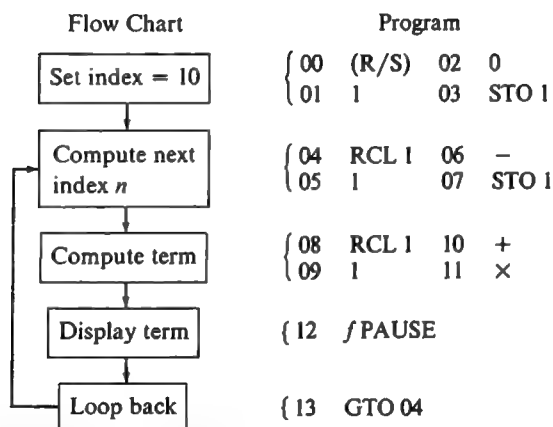 Flow Chart Program
Set index = 10 { 00 (R/S) 02 0
01 1 03 STO 1
Compute next { 04 RCL 1 06 −
index n 05 1 07 STO 1
Compute term { 08 RCL 1 10 +
09 1 11 ×
Display term { 12 f PAUSE
Loop back { 13 GTO 04